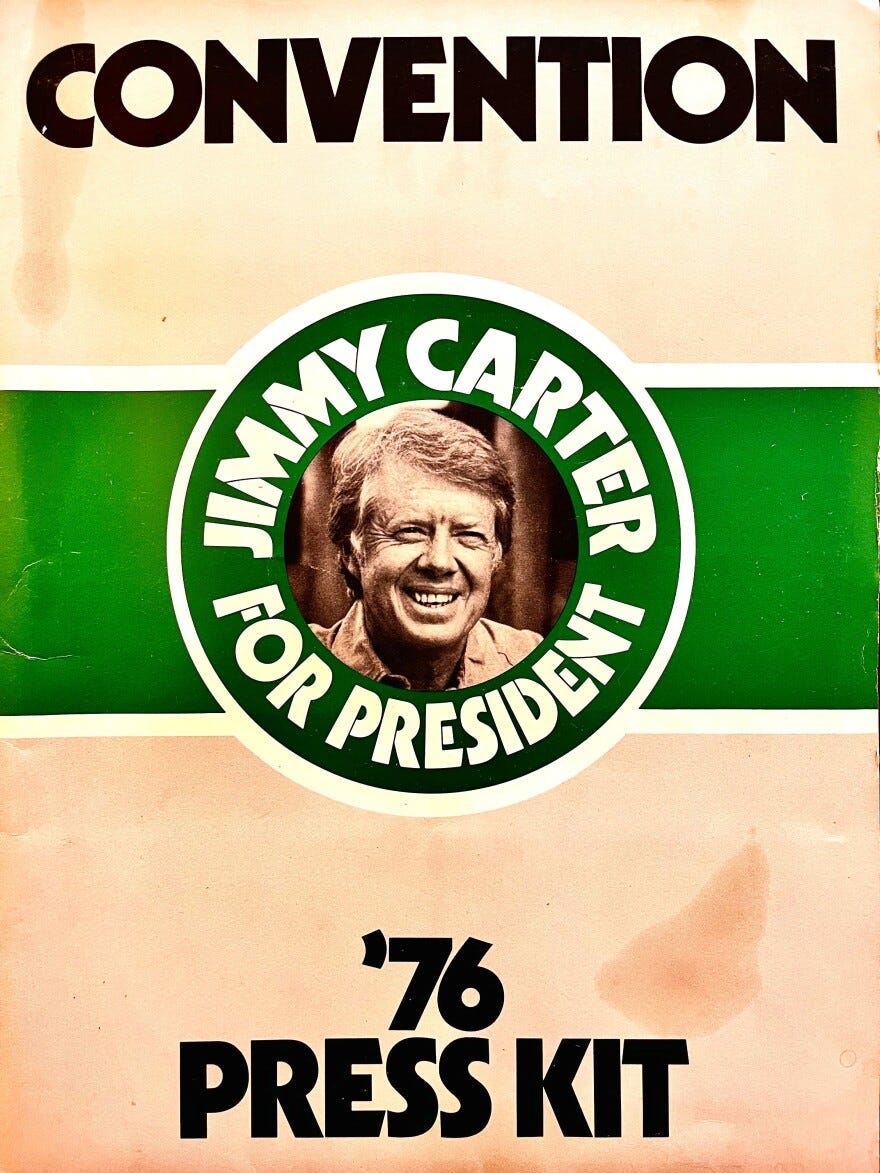 CONVENTION
JIMMY CARTER
FOR PRESIDENT
'76
PRESS KIT